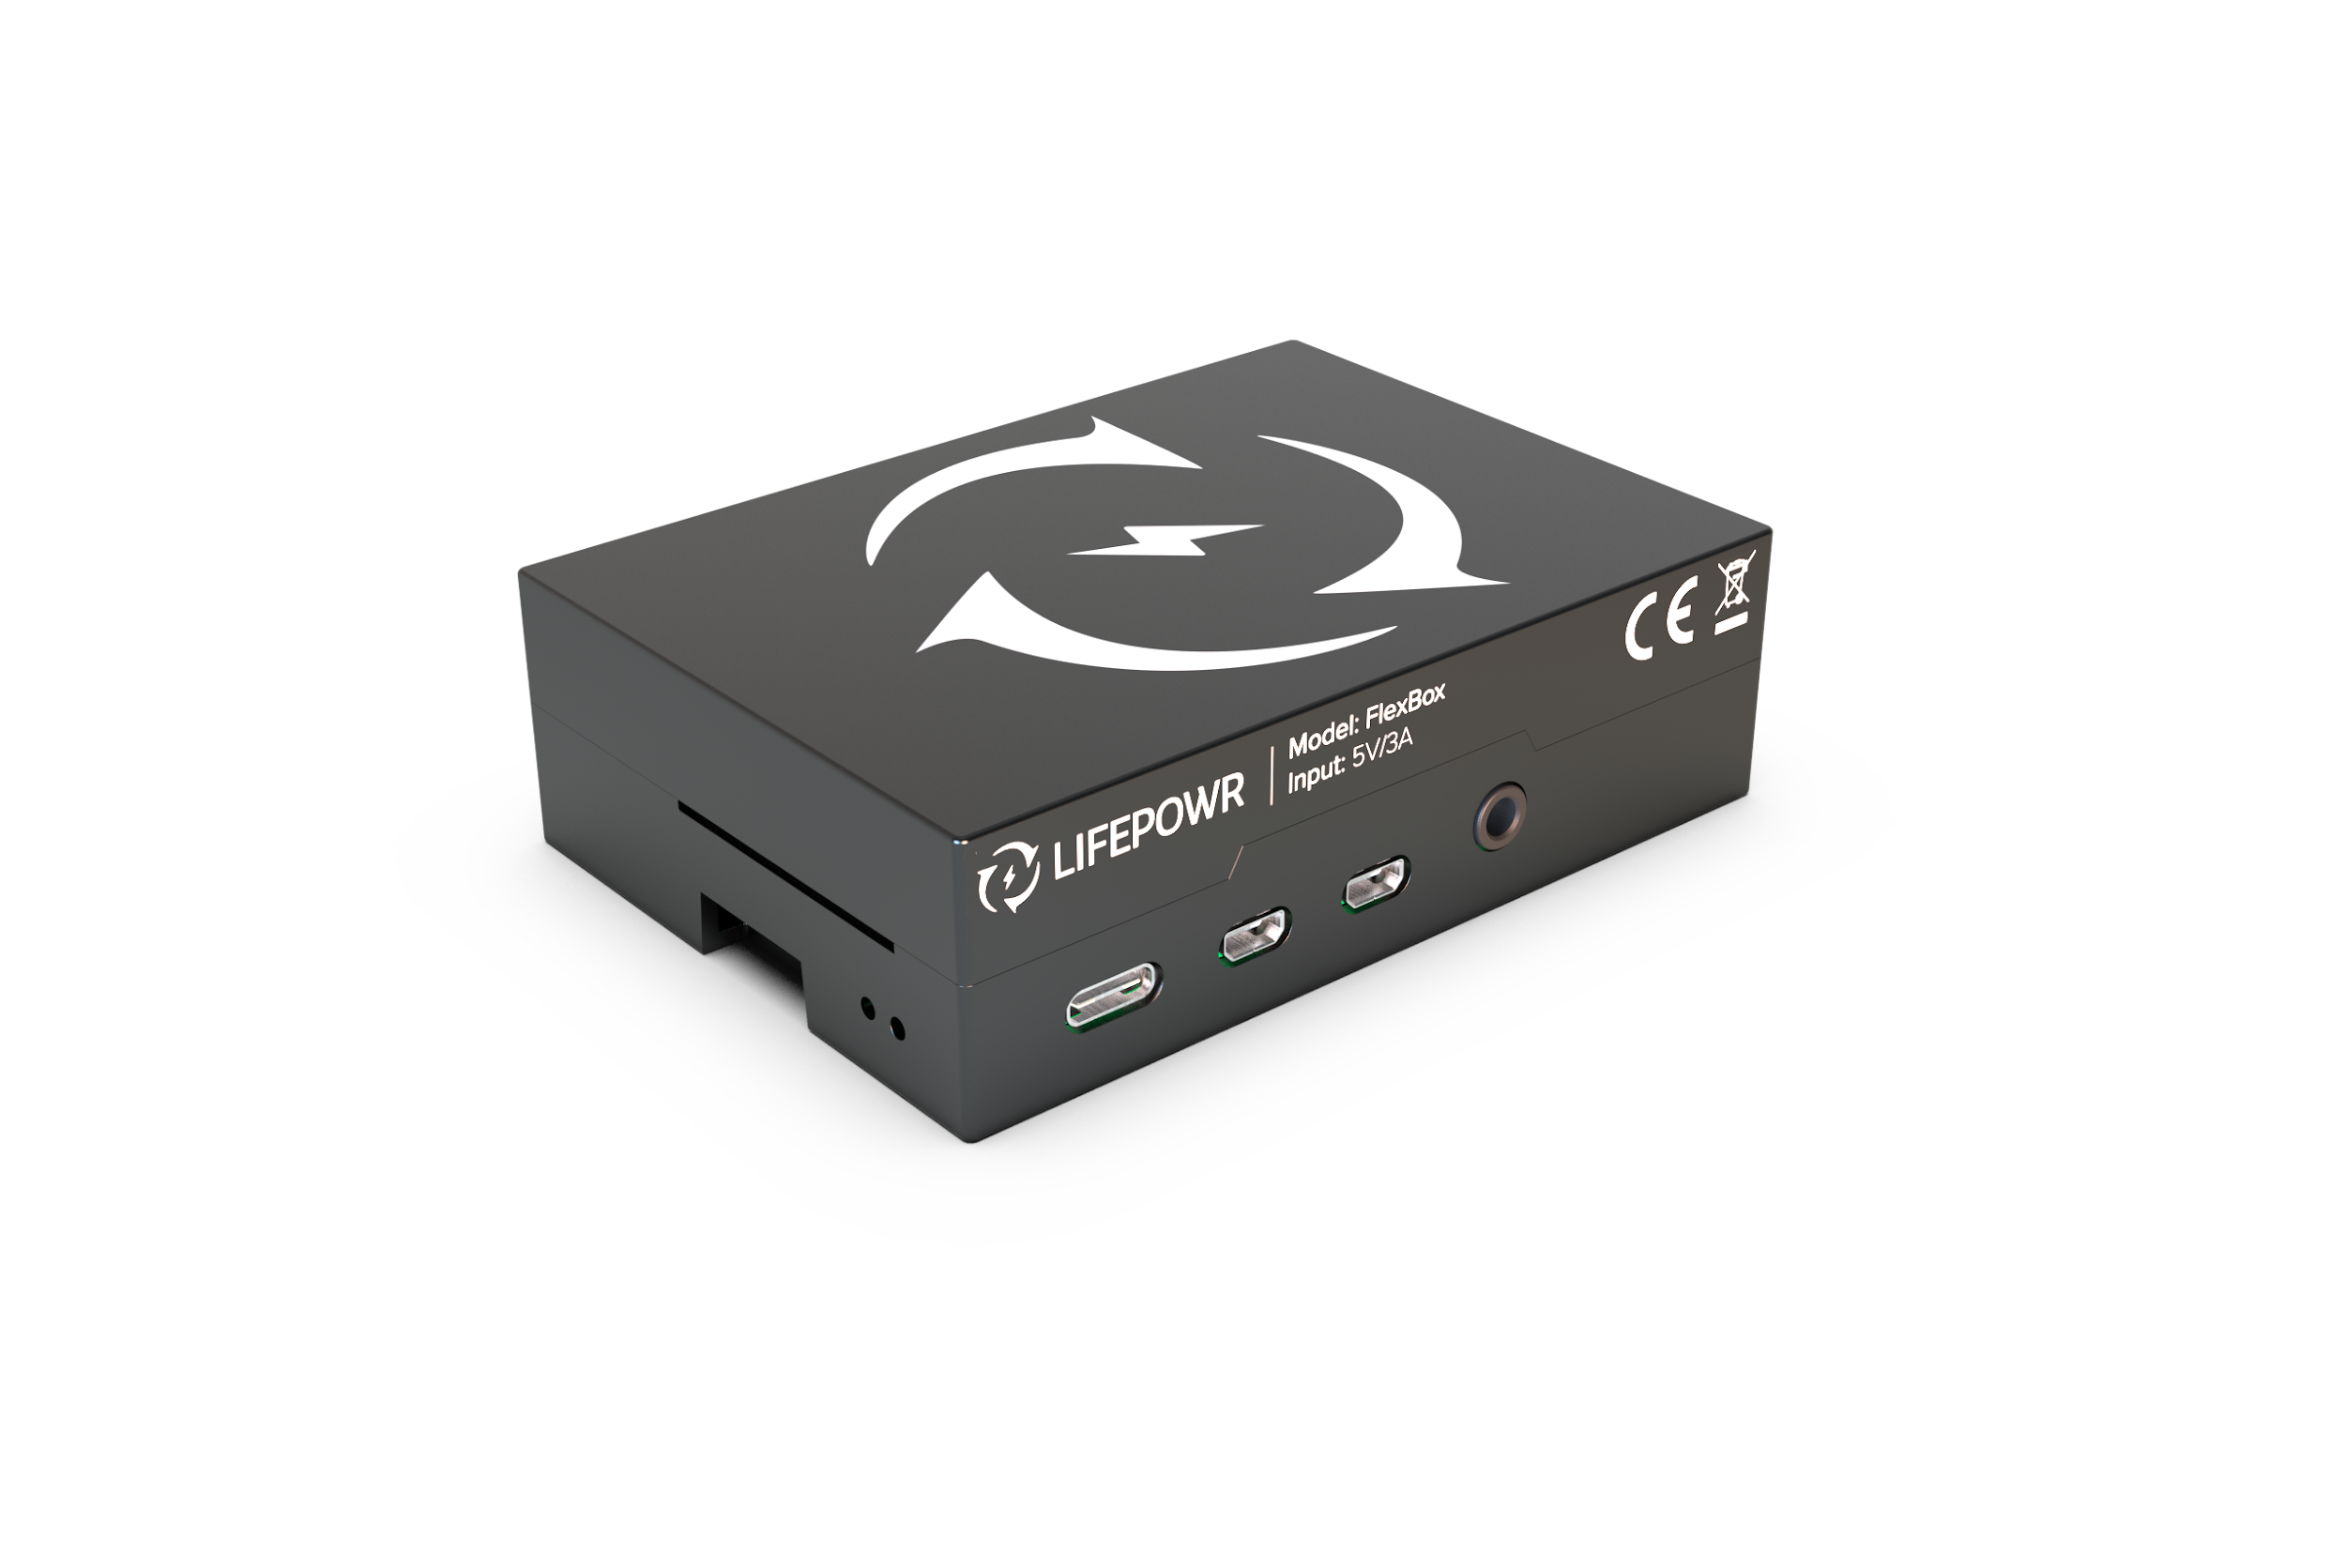 LIFEPOWR
Model: FlexBox
Input: 5V/3A
CE